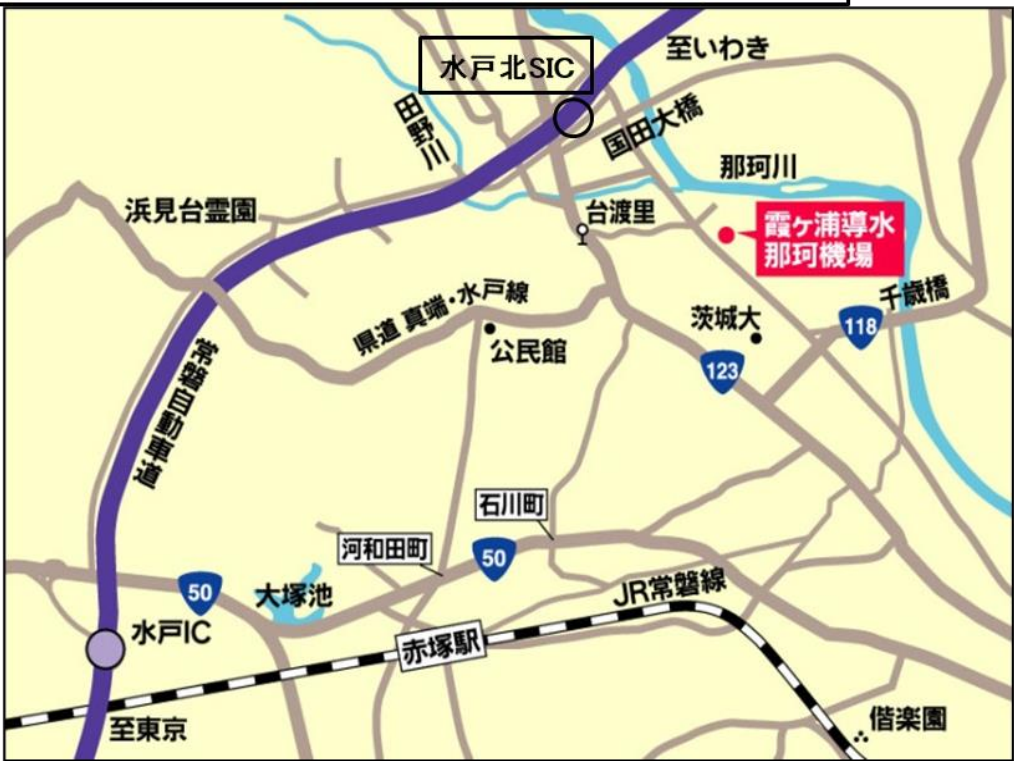 至いわき
水戸北SIC
田野川
国田大橋
那珂川
浜見台霊園
台渡里
霞ヶ浦導水
那珂機場
千歳橋
県道 真端・水戸線
茨城大
118
公民館
123
常磐自動車道
石川町
河和田町
50
50
大塚池
JR常磐線
水戸IC
赤塚駅
至東京
偕楽園